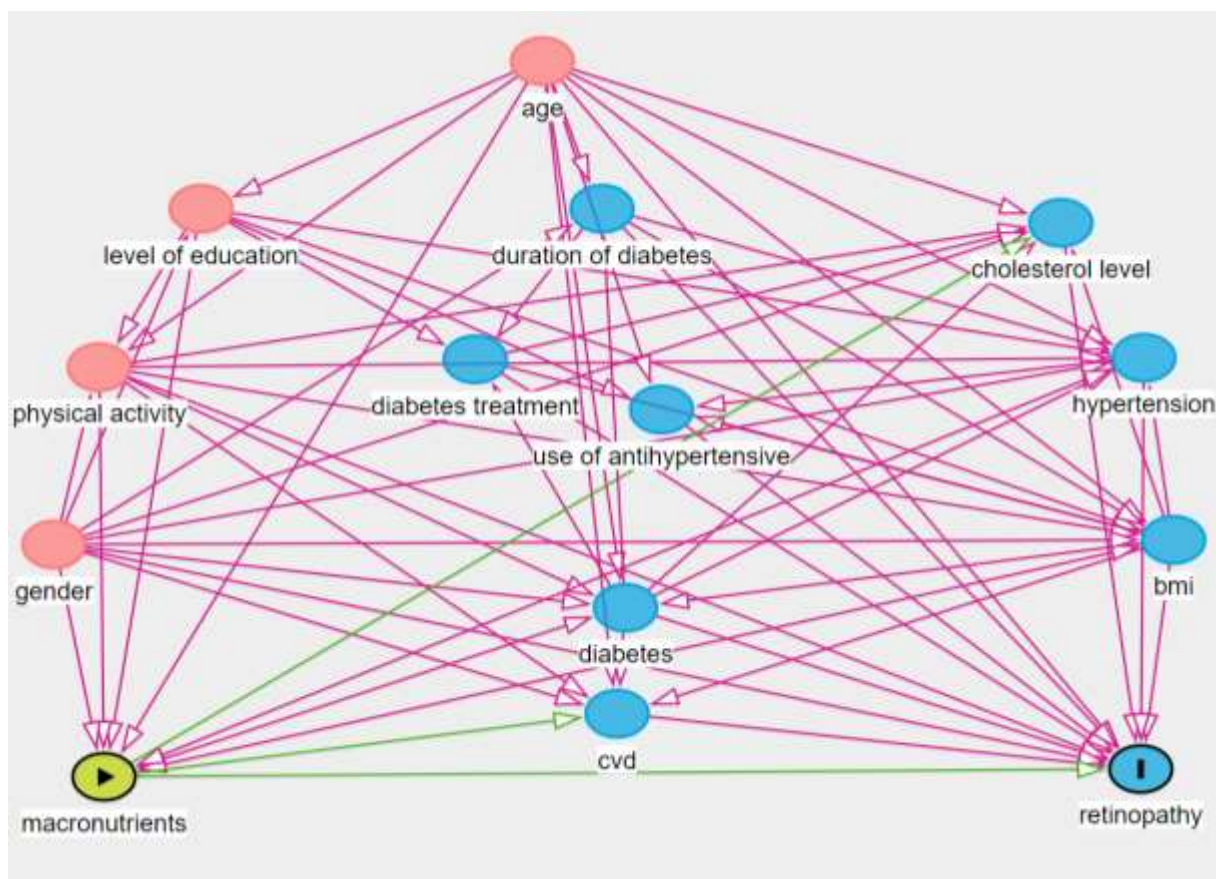 age
level of education
duration of diabetes
cholesterol level
physical activity
diabetes treatment
hypertension
use of antihypertensive
gender
bmi
diabetes
cvd
macronutrients
retinopathy